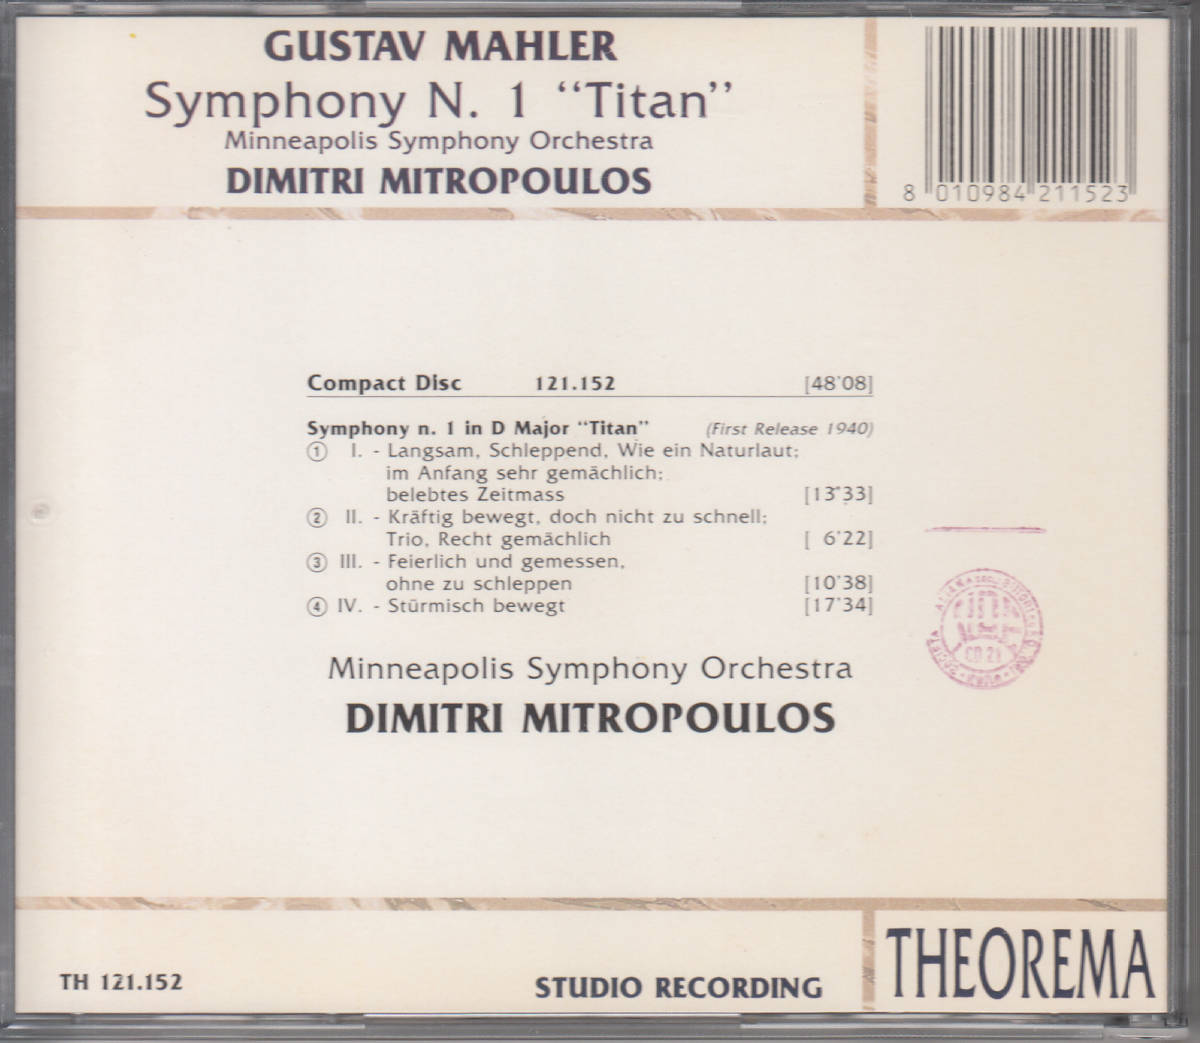 GUSTAV MAHLER
Symphony N. 1 “Titan”
Minneapolis Symphony Orchestra
DIMITRI MITROPOULOS
8 010984 211523
Compact Disc 121.152 [48'08]
Symphony n. 1 in D Major “Titan” (First Release 1940)
① I. - Langsam, Schleppend, Wie ein Naturlaut;
im Anfang sehr gemächlich;
belebtes Zeitmass [13'33]
② II. - Kräftig bewegt, doch nicht zu schnell;
Trio, Recht gemächlich [ 6'22]
③ III. - Feierlich und gemessen,
ohne zu schleppen [10'38]
④ IV. - Stürmisch bewegt [17'34]
CD 21
Minneapolis Symphony Orchestra
DIMITRI MITROPOULOS
TH 121.152
STUDIO RECORDING
THEOREMA